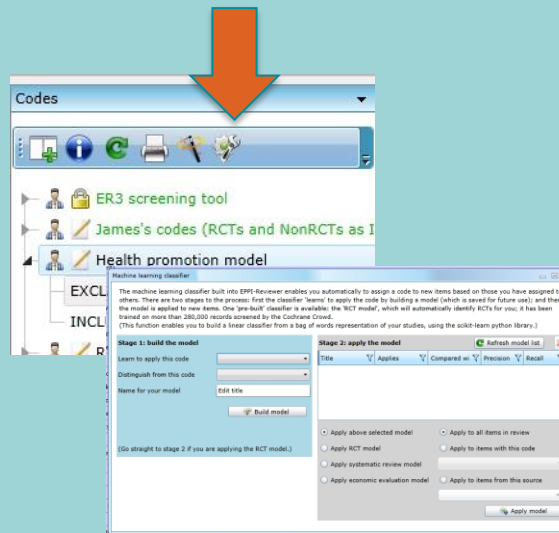 Codes
ER3 screening tool
James's codes (RCTs and NonRCTs as I
Health promotion model
EXCL
INCL
Machine learning classifier
The machine learning classifier built into EPPI-Reviewer enables you automatically to assign a code to new items based on those you have assigned t
others. There are two stages to the process: first the classifier 'learns' to apply the code by building a model (which is saved for future use); and then
the model is applied to new items. One 'pre-built' classifier is available: the 'RCT model', which will automatically identify RCTs for you; it has been
trained on more than 280,000 records screened by the Cochrane Crowd.
(This function enables you to build a linear classifier from a bag of words representation of your studies, using the scikit-learn python library.)
Stage 1: build the model
Learn to apply this code
Distinguish from this code
Name for your model Edit title
Build model
(Go straight to stage 2 if you are applying the RCT model.)
Stage 2: apply the model Refresh model list
Title Applies Compared wi Precision Recall
Apply above selected model Apply to all items in review
Apply RCT model Apply to items with this code
Apply systematic review model
Apply economic evaluation model Apply to items from this source
Apply model